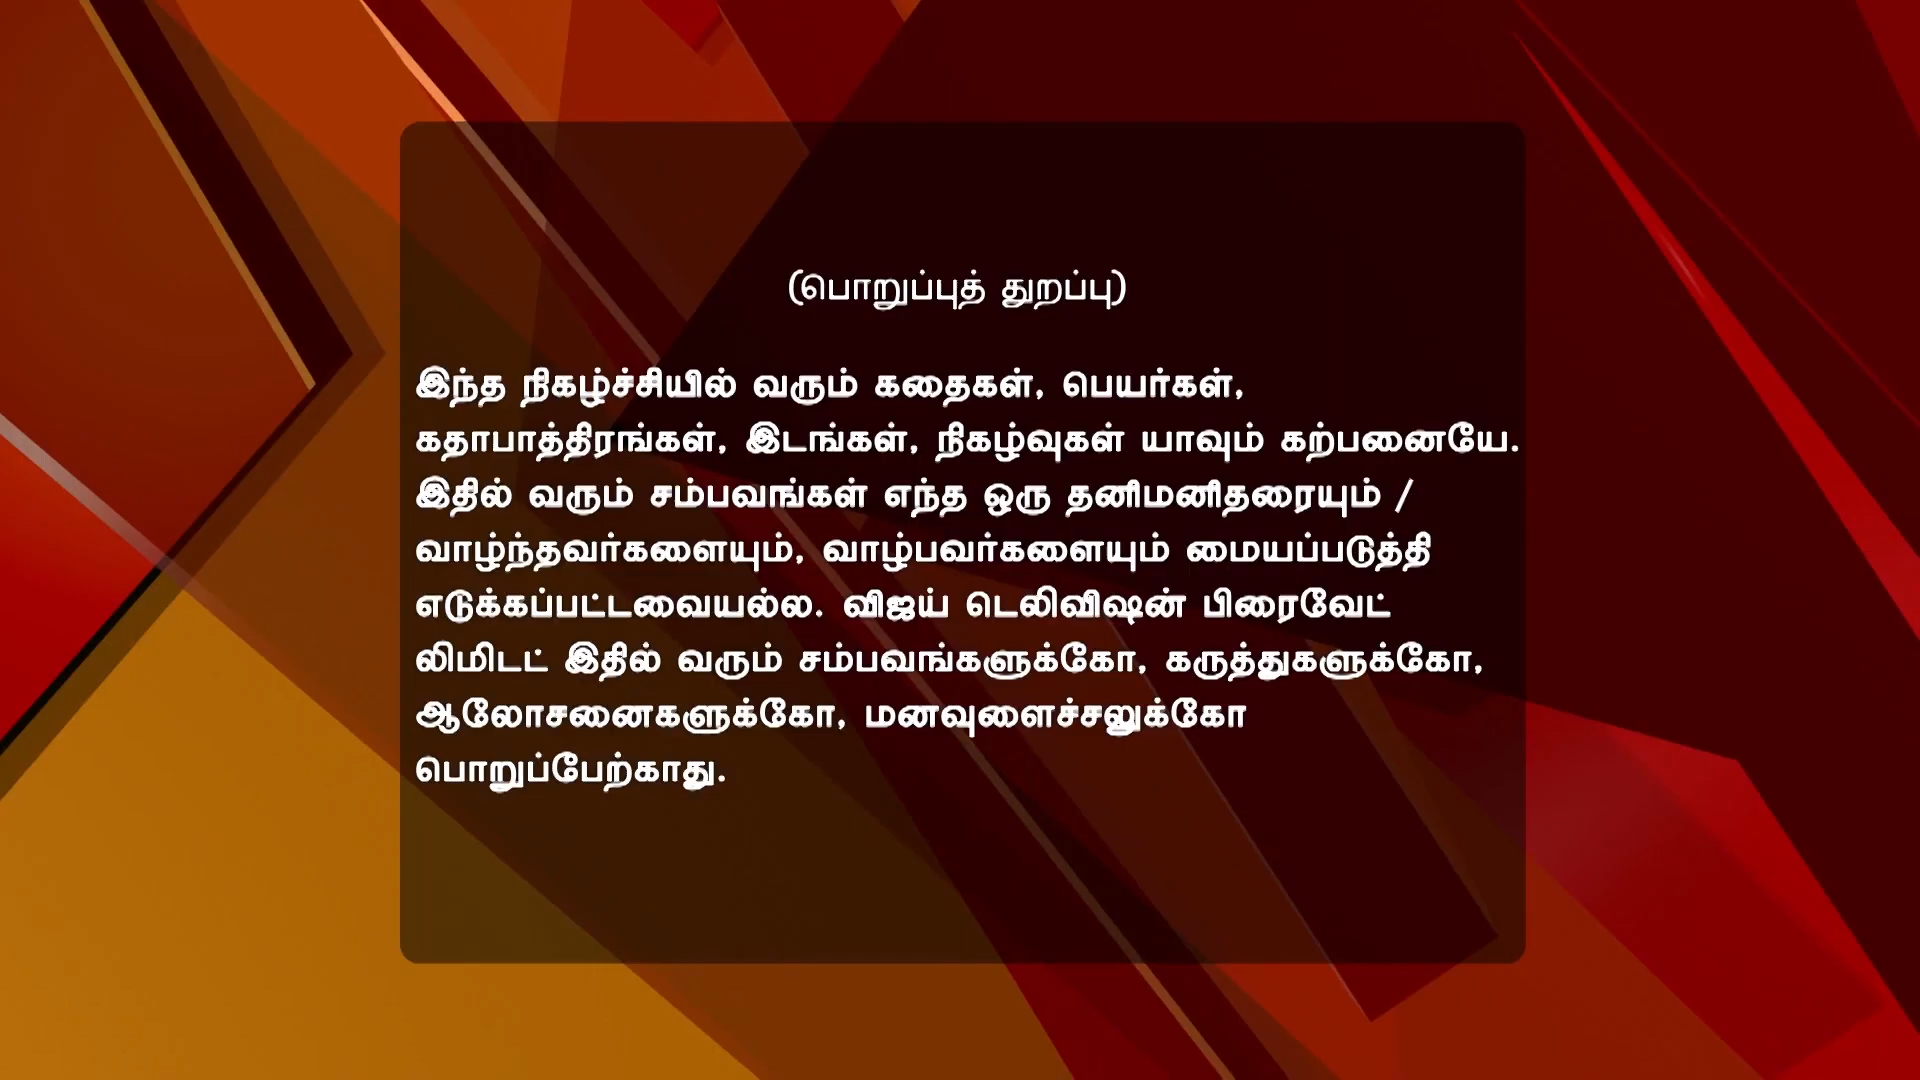 (பொறுப்புத் துறப்பு)
இந்த நிகழ்ச்சியில் வரும் கதைகள், பெயர்கள்,
கதாபாத்திரங்கள், இடங்கள், நிகழ்வுகள் யாவும் கற்பனையே.
இதில் வரும் சம்பவங்கள் எந்த ஒரு தனிமனிதரையும் /
வாழ்ந்தவர்களையும், வாழ்பவர்களையும் மையப்படுத்தி
எடுக்கப்பட்டவையல்ல. விஜய் டெலிவிஷன் பிரைவேட்
லிமிடட் இதில் வரும் சம்பவங்களுக்கோ, கருத்துகளுக்கோ,
ஆலோசனைகளுக்கோ, மனவுளைச்சலுக்கோ
பொறுப்பேற்காது.